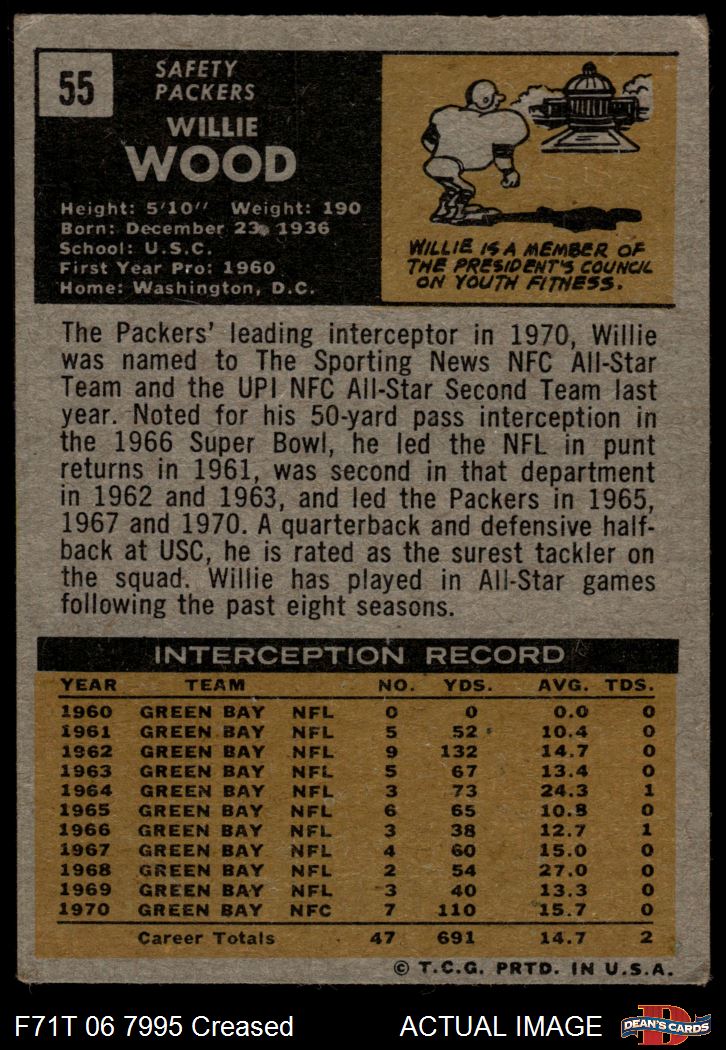 55
SAFETY
PACKERS
WILLIE
WOOD
Height: 5'10" Weight: 190
Born: December 23, 1936
School: U.S.C.
First Year Pro: 1960
Home: Washington, D.C.
WILLIE IS A MEMBER OF
THE PRESIDENT'S COUNCIL
ON YOUTH FITNESS.
The Packers' leading interceptor in 1970, Willie
was named to The Sporting News NFC All-Star
Team and the UPI NFC All-Star Second Team last
year. Noted for his 50-yard pass interception in
the 1966 Super Bowl, he led the NFL in punt
returns in 1961, was second in that department
in 1962 and 1963, and led the Packers in 1965,
1967 and 1970. A quarterback and defensive half-
back at USC, he is rated as the surest tackler on
the squad. Willie has played in All-Star games
following the past eight seasons.
INTERCEPTION RECORD
YEAR TEAM NO. YDS. AVG. TDS.
1960 GREEN BAY NFL 0 0 0.0 0
1961 GREEN BAY NFL 5 52 10.4 0
1962 GREEN BAY NFL 9 132 14.7 0
1963 GREEN BAY NFL 5 67 13.4 0
1964 GREEN BAY NFL 3 73 24.3 1
1965 GREEN BAY NFL 6 65 10.8 0
1966 GREEN BAY NFL 3 38 12.7 1
1967 GREEN BAY NFL 4 60 15.0 0
1968 GREEN BAY NFL 2 54 27.0 0
1969 GREEN BAY NFL 3 40 13.3 0
1970 GREEN BAY NFC 7 110 15.7 0
Career Totals 47 691 14.7 2
© T.C.G. PRTD. IN U.S.A.
F71T 06 7995 Creased ACTUAL IMAGE
D
DEAN'S CARDS